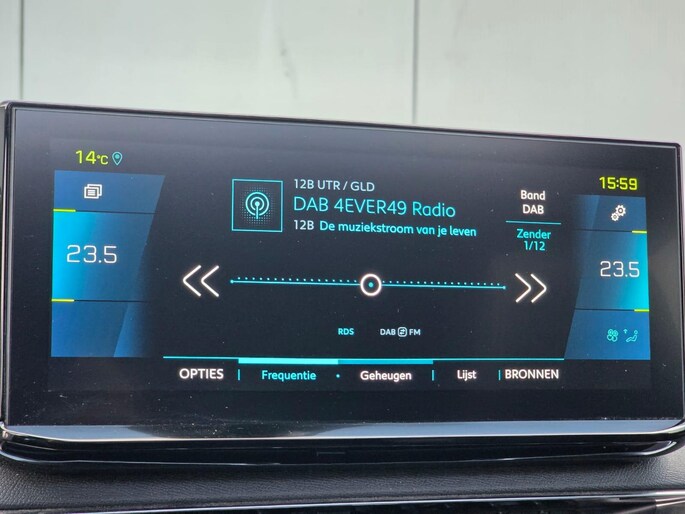 14°C
15:59
12B UTR / GLD
DAB 4EVER49 Radio
12B De muziekstroom van je leven
Band
DAB
Zender
1/12
23.5
23.5
RDS
DAB FM
OPTIES Frequentie Geheugen Lijst BRONNEN